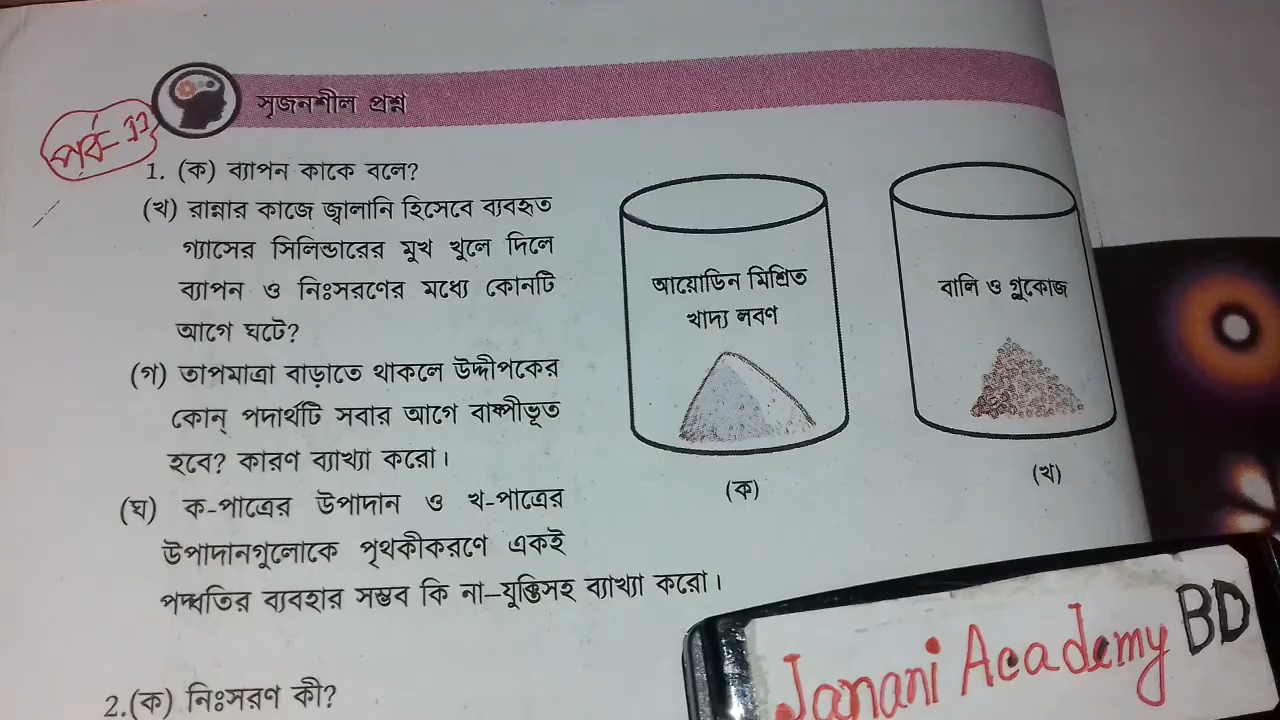 সৃজনশীল প্রশ্ন
পর্ব-11
1. (ক) ব্যাপন কাকে বলে?
(খ) রান্নার কাজে জ্বালানি হিসেবে ব্যবহৃত
গ্যাসের সিলিন্ডারের মুখ খুলে দিলে
ব্যাপন ও নিঃসরণের মধ্যে কোনটি
আগে ঘটে?
(গ) তাপমাত্রা বাড়াতে থাকলে উদ্দীপকের
কোন্ পদার্থটি সবার আগে বাষ্পীভূত
হবে? কারণ ব্যাখ্যা করো।
(ঘ) ক-পাত্রের উপাদান ও খ-পাত্রের
উপাদানগুলোকে পৃথকীকরণে একই
পদ্ধতির ব্যবহার সম্ভব কি না–যুক্তিসহ ব্যাখ্যা করো।
আয়োডিন মিশ্রিত
খাদ্য লবণ
(ক)
বালি ও গ্লুকোজ
(খ)
2.(ক) নিঃসরণ কী?
Janani Academy BD